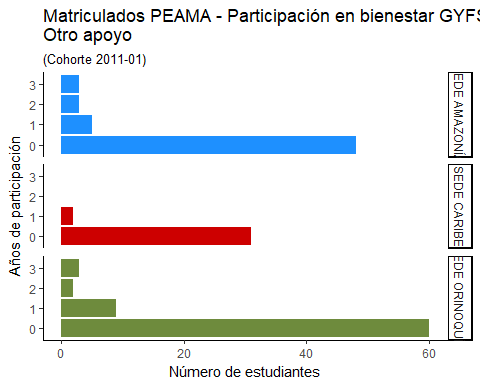 Matriculados PEAMA - Participación en bienestar GYFS
Otro apoyo
(Cohorte 2011-01)
Años de participación
3
2
1
0
EDE AMAZONÍ
3
2
1
0
SEDE CARIBE
3
2
1
0
EDE ORINOQU
0
20
40
60
Número de estudiantes